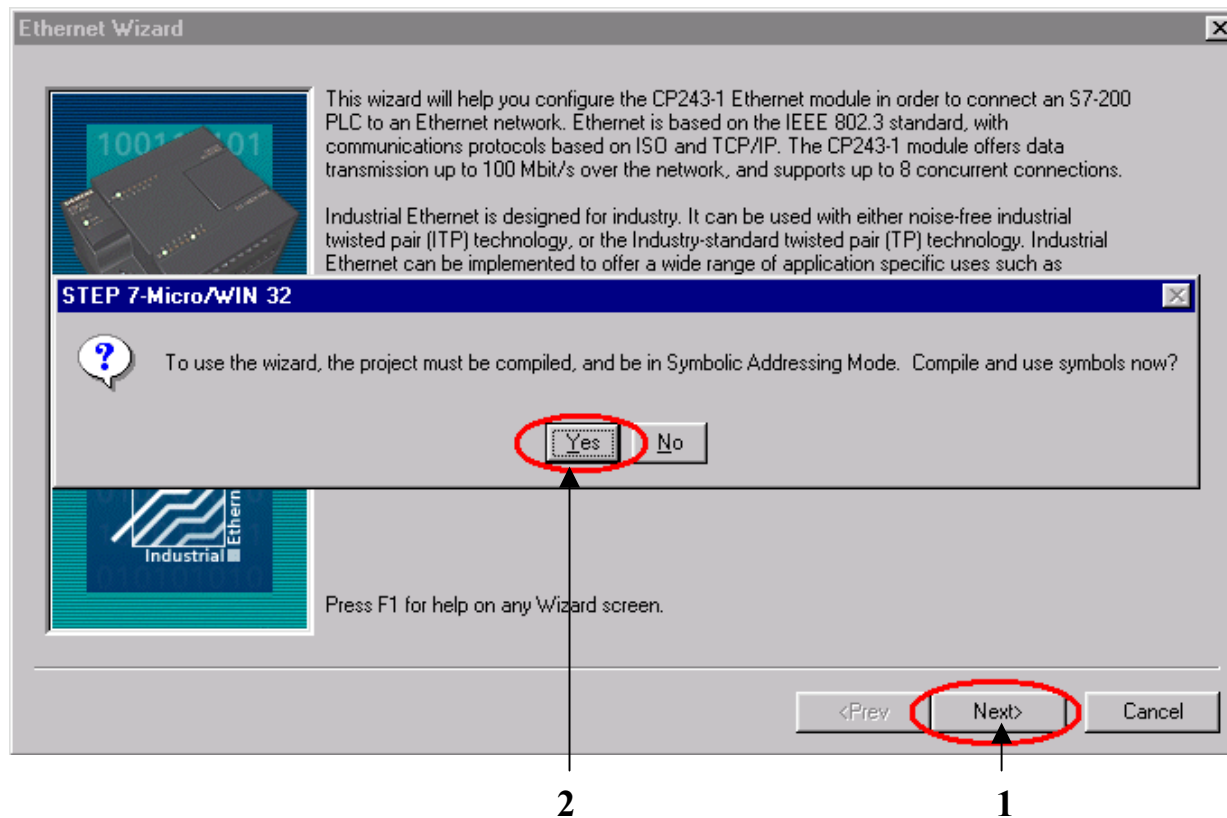 Ethernet Wizard
This wizard will help you configure the CP243-1 Ethernet module in order to connect an S7-200
PLC to an Ethernet network. Ethernet is based on the IEEE 802.3 standard, with
communications protocols based on ISO and TCP/IP. The CP243-1 module offers data
transmission up to 100 Mbit/s over the network, and supports up to 8 concurrent connections.
Industrial Ethernet is designed for industry. It can be used with either noise-free industrial
twisted pair (ITP) technology, or the Industry-standard twisted pair (TP) technology. Industrial
Ethernet can be implemented to offer a wide range of application specific uses such as
STEP 7-Micro/WIN 32
To use the wizard, the project must be compiled, and be in Symbolic Addressing Mode. Compile and use symbols now?
Yes
No
Industrial
Ethern
010101010
Press F1 for help on any Wizard screen.
<Prev
Next>
Cancel
2
1